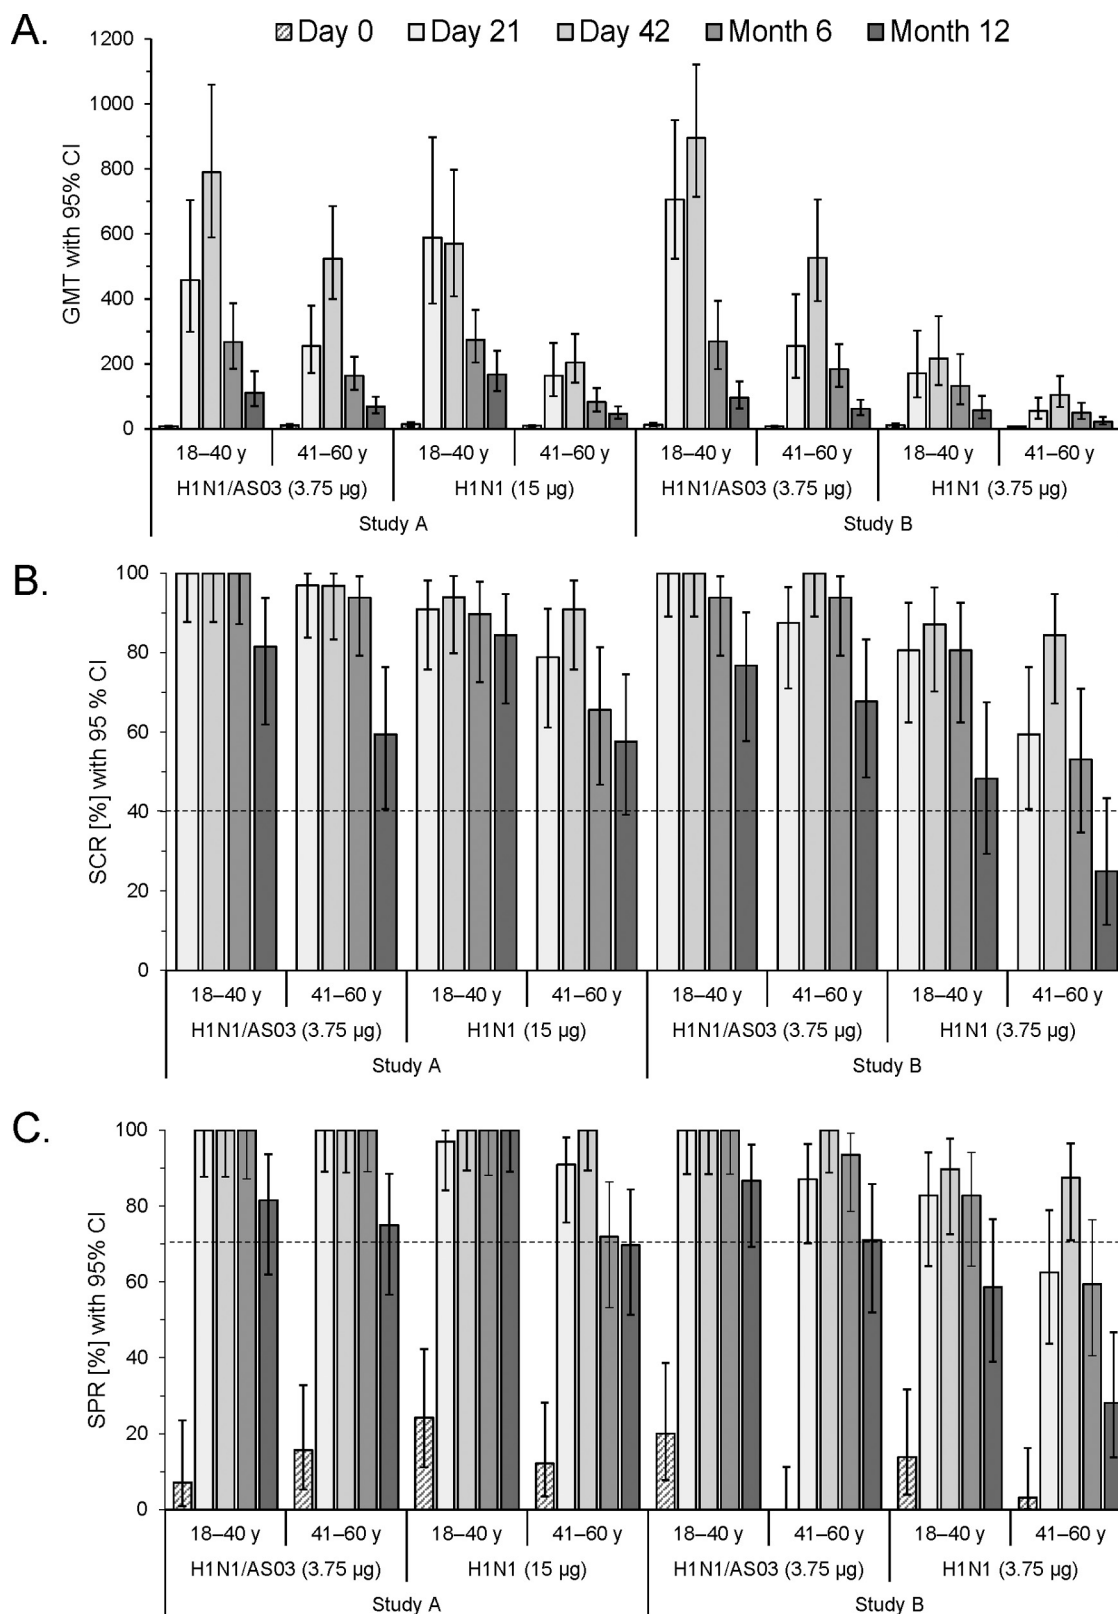 A.
Day 0 Day 21 Day 42 Month 6 Month 12
GMT with 95% CI
1200
1000
800
600
400
200
0
18–40 y 41–60 y 18–40 y 41–60 y 18–40 y 41–60 y 18–40 y 41–60 y
H1N1/AS03 (3.75 µg) H1N1 (15 µg) H1N1/AS03 (3.75 µg) H1N1 (3.75 µg)
Study A Study B
B.
SCR [%] with 95 % CI
100
80
60
40
20
0
18–40 y 41–60 y 18–40 y 41–60 y 18–40 y 41–60 y 18–40 y 41–60 y
H1N1/AS03 (3.75 µg) H1N1 (15 µg) H1N1/AS03 (3.75 µg) H1N1 (3.75 µg)
Study A Study B
C.
SPR [%] with 95% CI
100
80
60
40
20
0
18–40 y 41–60 y 18–40 y 41–60 y 18–40 y 41–60 y 18–40 y 41–60 y
H1N1/AS03 (3.75 µg) H1N1 (15 µg) H1N1/AS03 (3.75 µg) H1N1 (3.75 µg)
Study A Study B